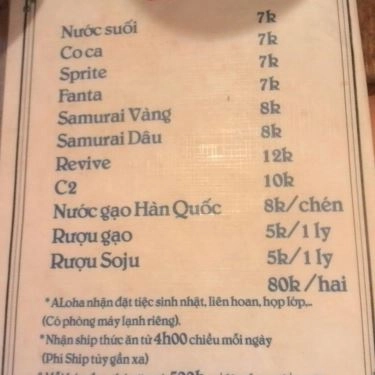 Nước suối 7k
Coca 7k
Sprite 7k
Fanta 7k
Samurai Vàng 8k
Samurai Dâu 8k
Revive 12k
C2 10k
Nước gạo Hàn Quốc 8k/chén
Rượu gạo 5k/1 ly
Rượu Soju 5k/1 ly
80k/hai
*ALoha nhận đặt tiệc sinh nhật, liên hoan, họp lớp,..
(Có phòng máy lạnh riêng).
*Nhận ship thức ăn từ 4h00 chiều mỗi ngày
(Phí Ship tùy gần xa)